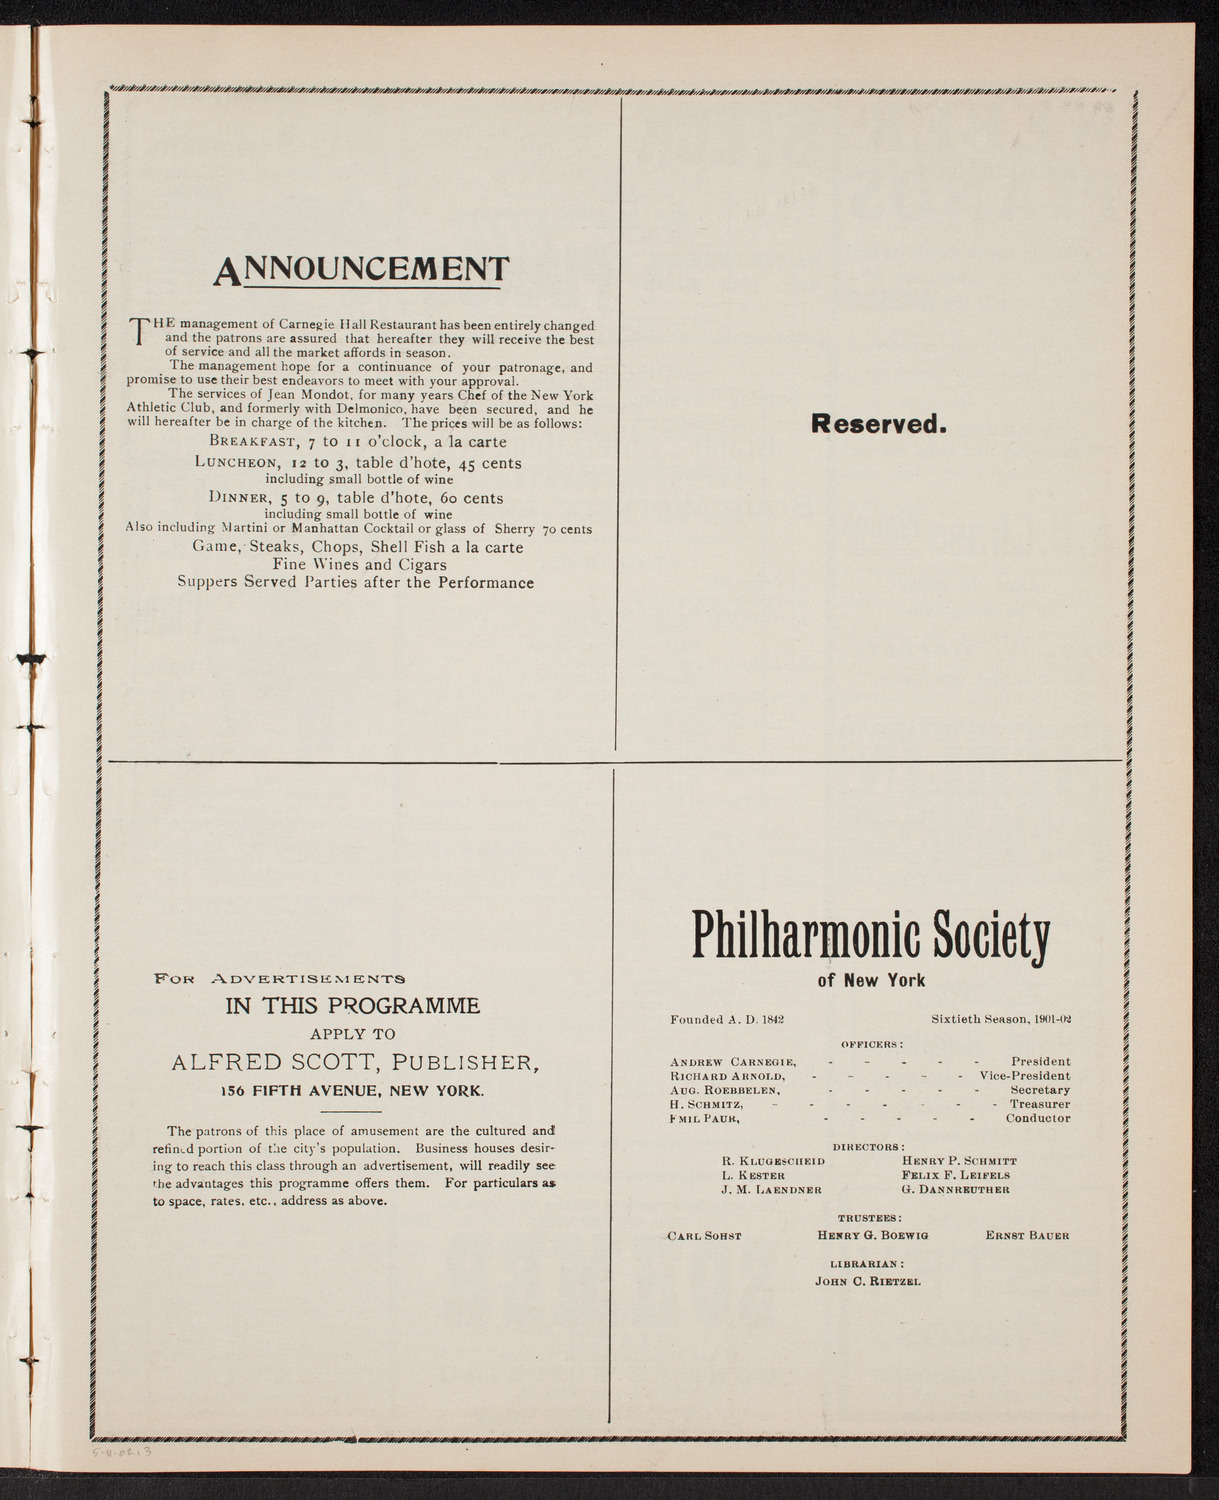 ANNOUNCEMENT
THE management of Carnegie Hall Restaurant has been entirely changed
and the patrons are assured that hereafter they will receive the best
of service and all the market affords in season.
The management hope for a continuance of your patronage, and
promise to use their best endeavors to meet with your approval.
The services of Jean Mondot, for many years Chef of the New York
Athletic Club, and formerly with Delmonico, have been secured, and he
will hereafter be in charge of the kitchen. The prices will be as follows:
BREAKFAST, 7 to 11 o'clock, a la carte
LUNCHEON, 12 to 3, table d'hote, 45 cents
including small bottle of wine
DINNER, 5 to 9, table d'hote, 60 cents
including small bottle of wine
Also including Martini or Manhattan Cocktail or glass of Sherry 70 cents
Game, Steaks, Chops, Shell Fish a la carte
Fine Wines and Cigars
Suppers Served Parties after the Performance
Reserved.
FOR ADVERTISEMENTS
IN THIS PROGRAMME
APPLY TO
ALFRED SCOTT, PUBLISHER,
156 FIFTH AVENUE, NEW YORK.
The patrons of this place of amusement are the cultured and
refined portion of the city's population. Business houses desir-
ing to reach this class through an advertisement, will readily see
the advantages this programme offers them. For particulars as
to space, rates, etc., address as above.
Philharmonic Society
of New York
Founded A. D. 1842 Sixtieth Season, 1901-02
OFFICERS:
ANDREW CARNEGIE, - - - - - President
RICHARD ARNOLD, - - - - - Vice-President
AUG. ROEBBELEN, - - - - - Secretary
H. SCHMITZ, - - - - - - - Treasurer
EMIL PAUR, - - - - - Conductor
DIRECTORS:
R. KLUGESCHEID HENRY P. SCHMITT
L. KESTER FELIX F. LEIFELS
J. M. LAENDNER G. DANNREUTHER
TRUSTEES:
CARL SOHST HENRY G. BOEWIG ERNST BAUER
LIBRARIAN:
JOHN C. RIETZEL